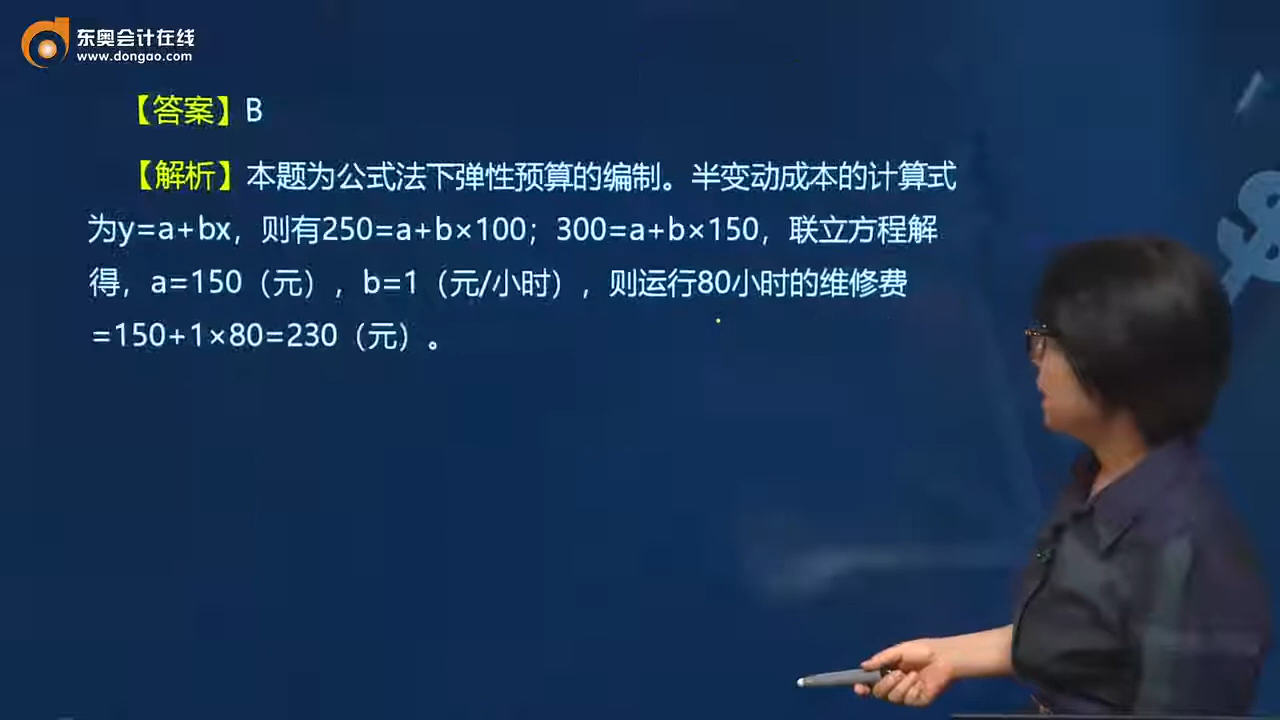 东奥会计在线
www.dongao.com
【答案】B
【解析】本题为公式法下弹性预算的编制。半变动成本的计算式
为y=a+bx，则有250=a+b×100；300=a+b×150，联立方程解
得，a=150（元），b=1（元/小时），则运行80小时的维修费
=150+1×80=230（元）。